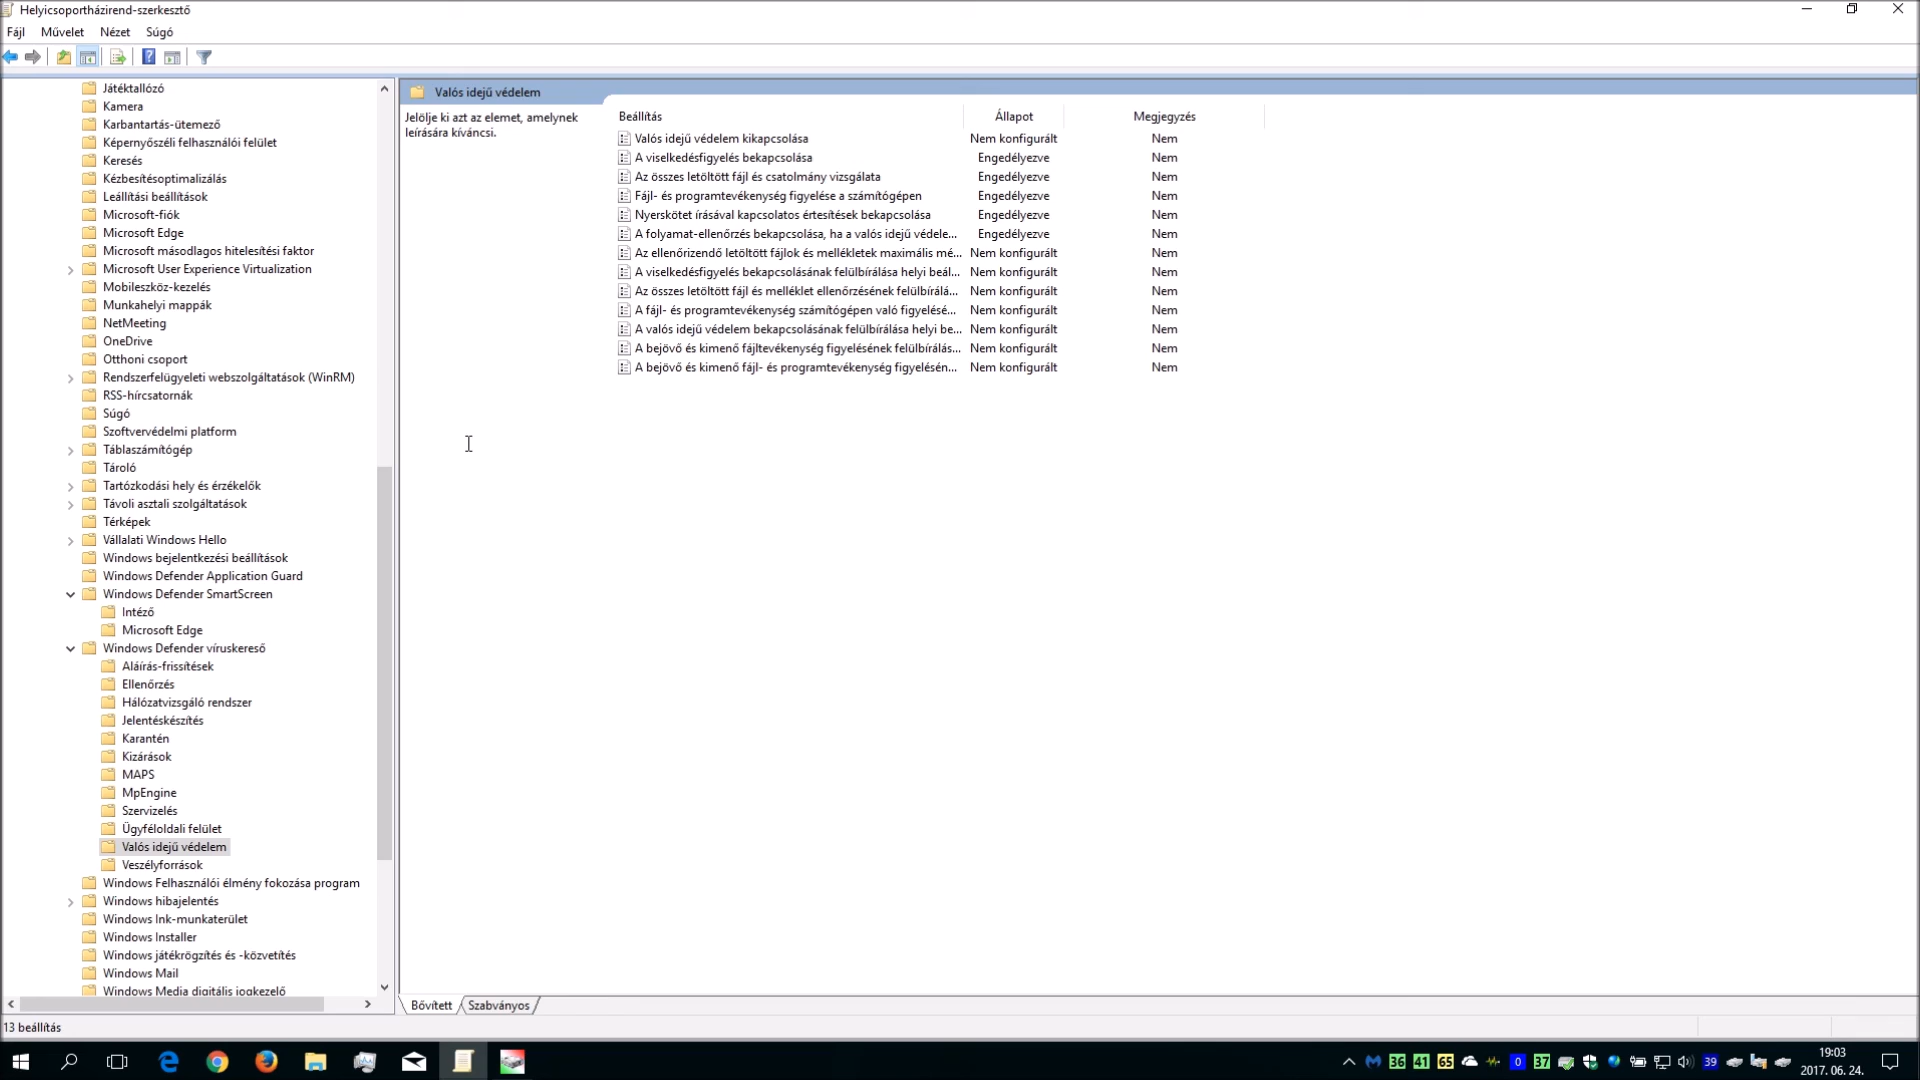 Helyicsoportházirend-szerkesztő
Fájl Művelet Nézet Súgó
Játéktallózó
Kamera
Karbantartás-ütemező
Képernyőszéli felhasználói felület
Keresés
Kézbesítésoptimalizálás
Leállítási beállítások
Microsoft-fiók
Microsoft Edge
Microsoft másodlagos hitelesítési faktor
Microsoft User Experience Virtualization
Mobileszköz-kezelés
Munkahelyi mappák
NetMeeting
OneDrive
Otthoni csoport
Rendszerfelügyeleti webszolgáltatások (WinRM)
RSS-hírcsatornák
Súgó
Szoftvervédelmi platform
Táblaszámítógép
Tároló
Tartózkodási hely és érzékelők
Távoli asztali szolgáltatások
Térképek
Vállalati Windows Hello
Windows bejelentkezési beállítások
Windows Defender Application Guard
Windows Defender SmartScreen
Intéző
Microsoft Edge
Windows Defender víruskereső
Aláírás-frissítések
Ellenőrzés
Hálózatvizsgáló rendszer
Jelentéskészítés
Karantén
Kizárások
MAPS
MpEngine
Szervizelés
Ügyféloldali felület
Valós idejű védelem
Veszélyforrások
Windows Felhasználói élmény fokozása program
Windows hibajelentés
Windows Ink-munkaterület
Windows Installer
Windows játékrögzítés és -közvetítés
Windows Mail
Windows Media digitális jogkezelő
Valós idejű védelem
Jelölje ki azt az elemet, amelynek
leírására kíváncsi.
Beállítás Állapot Megjegyzés
Valós idejű védelem kikapcsolása Nem konfigurált Nem
A viselkedésfigyelés bekapcsolása Engedélyezve Nem
Az összes letöltött fájl és csatolmány vizsgálata Engedélyezve Nem
Fájl- és programtevékenység figyelése a számítógépen Engedélyezve Nem
Nyerskötet írásával kapcsolatos értesítések bekapcsolása Engedélyezve Nem
A folyamat-ellenőrzés bekapcsolása, ha a valós idejű védele... Engedélyezve Nem
Az ellenőrizendő letöltött fájlok és mellékletek maximális mé... Nem konfigurált Nem
A viselkedésfigyelés bekapcsolásának felülbírálása helyi beál... Nem konfigurált Nem
Az összes letöltött fájl és melléklet ellenőrzésének felülbírálá... Nem konfigurált Nem
A fájl- és programtevékenység számítógépen való figyelésé... Nem konfigurált Nem
A valós idejű védelem bekapcsolásának felülbírálása helyi be... Nem konfigurált Nem
A bejövő és kimenő fájltevékenység figyelésének felülbírálás... Nem konfigurált Nem
A bejövő és kimenő fájl- és programtevékenység figyelésén... Nem konfigurált Nem
Bővített Szabványos
13 beállítás
36 41 65 0 37 39
19:03
2017. 06. 24.